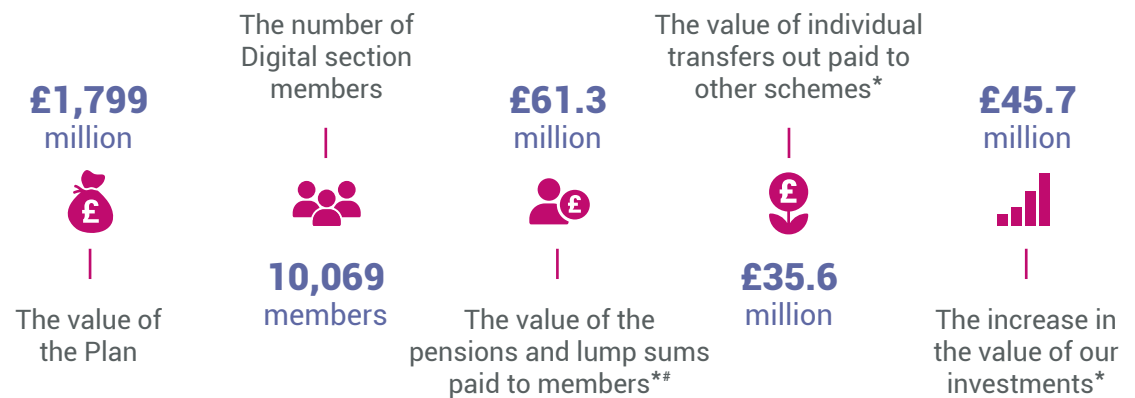 £1,799
million
£
The value of
the Plan
The number of
Digital section
members
10,069
members
£61.3
million
£
The value of the
pensions and lump sums
paid to members*#
The value of individual
transfers out paid to
other schemes*
£
£35.6
million
£45.7
million
The increase in
the value of our
investments*